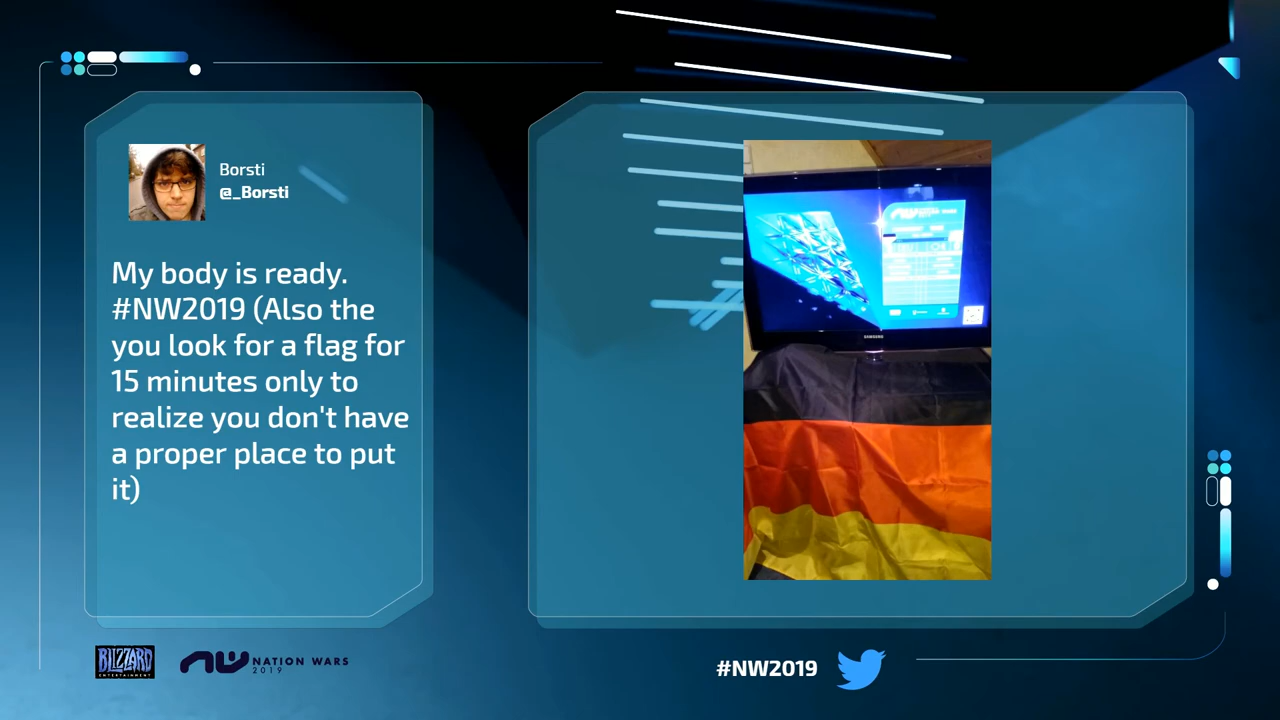 Borsti
@_Borsti
My body is ready.
#NW2019 (Also the
you look for a flag for
15 minutes only to
realize you don't have
a proper place to put
it)
SAMSUNG
BLIZZARD
ENTERTAINMENT
NATION WARS
2019
#NW2019